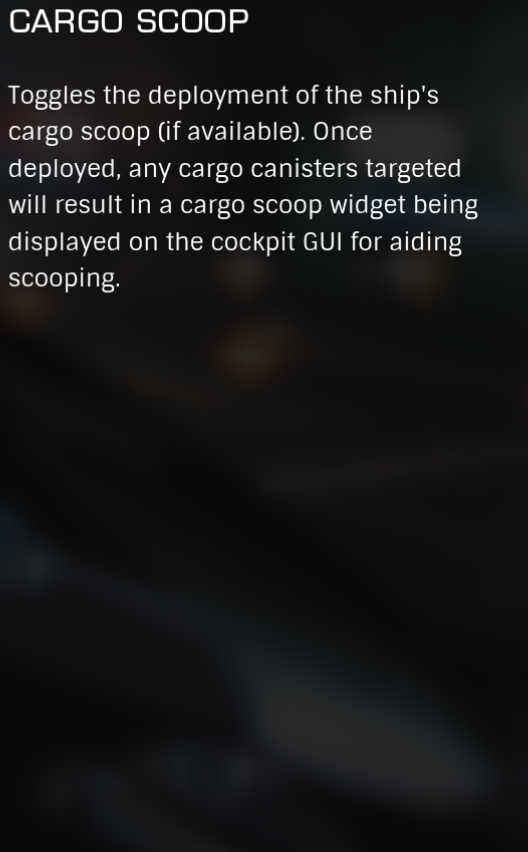 CARGO SCOOP
Toggles the deployment of the ship's
cargo scoop (if available). Once
deployed, any cargo canisters targeted
will result in a cargo scoop widget being
displayed on the cockpit GUI for aiding
scooping.